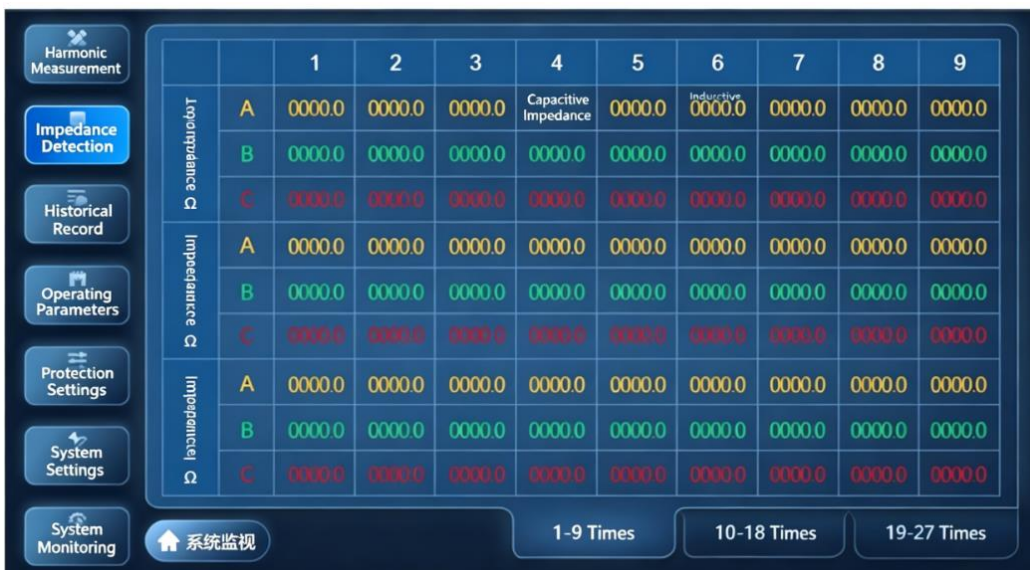 Harmonic
Measurement
Impedance
Detection
Historical
Record
Operating
Parameters
Protection
Settings
System
Settings
System
Monitoring
1 2 3 4 5 6 7 8 9
Ω
A 0000.0 0000.0 0000.0 Capacitive Impedance 0000.0 0000.0 0000.0 0000.0 0000.0
B 0000.0 0000.0 0000.0 0000.0 0000.0 0000.0 0000.0 0000.0 0000.0
C 0000.0 0000.0 0000.0 0000.0 0000.0 0000.0 0000.0 0000.0 0000.0
Ω
A 0000.0 0000.0 0000.0 0000.0 0000.0 0000.0 0000.0 0000.0 0000.0
B 0000.0 0000.0 0000.0 0000.0 0000.0 0000.0 0000.0 0000.0 0000.0
C 0000.0 0000.0 0000.0 0000.0 0000.0 0000.0 0000.0 0000.0 0000.0
Ω
A 0000.0 0000.0 0000.0 0000.0 0000.0 0000.0 0000.0 0000.0 0000.0
B 0000.0 0000.0 0000.0 0000.0 0000.0 0000.0 0000.0 0000.0 0000.0
C 0000.0 0000.0 0000.0 0000.0 0000.0 0000.0 0000.0 0000.0 0000.0
系统监视
1-9 Times
10-18 Times
19-27 Times